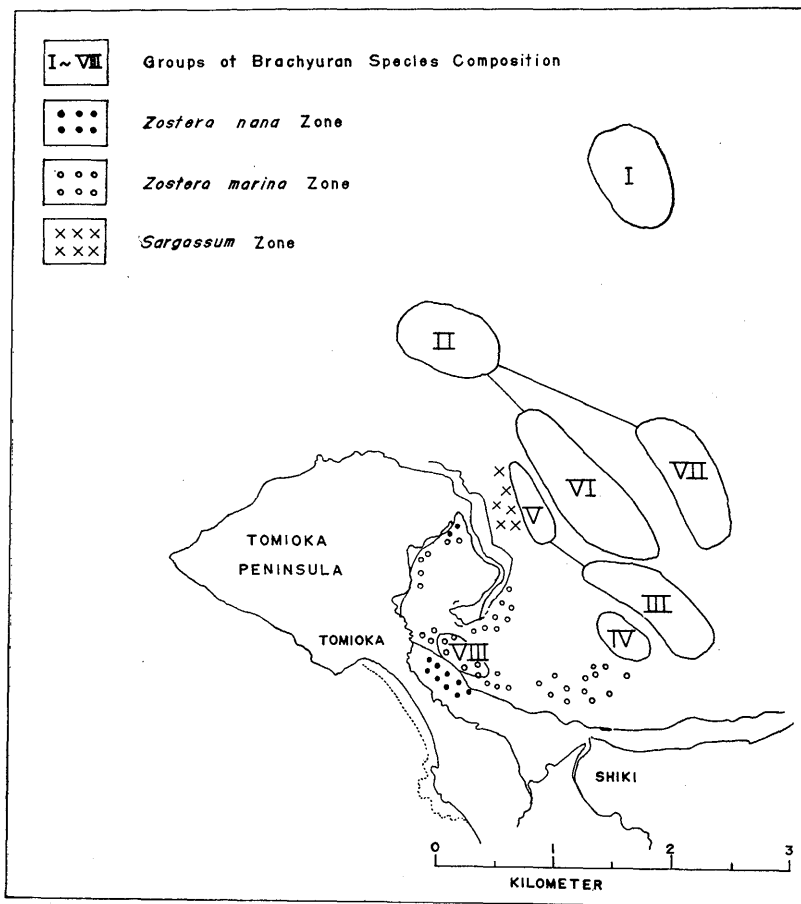 I ~ VIII Groups of Brachyuran Species Composition
Zostera nana Zone
Zostera marina Zone
Sargassum Zone
I
II
VII
VI
V
TOMIOKA
PENINSULA
III
TOMIOKA
IV
VIII
SHIKI
0 1 2 3
KILOMETER